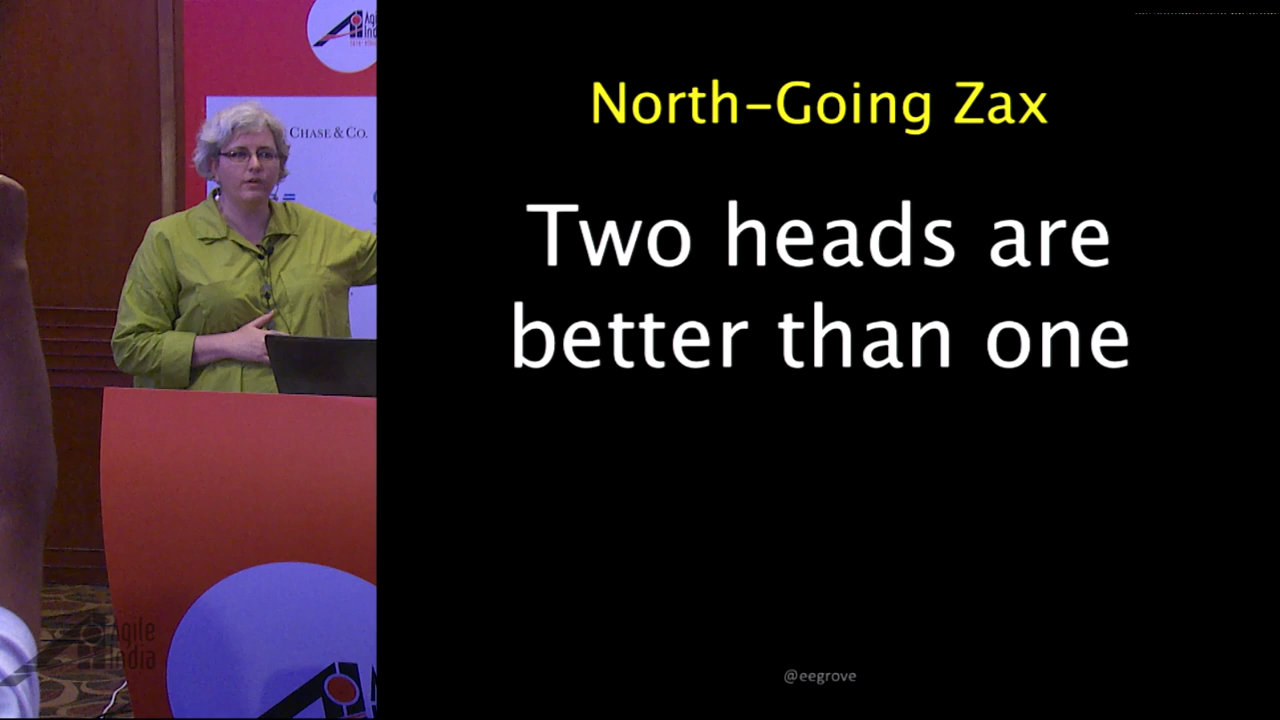 North-Going Zax
Two heads are
better than one
@eegrove
CHASE & CO.
Agile
India